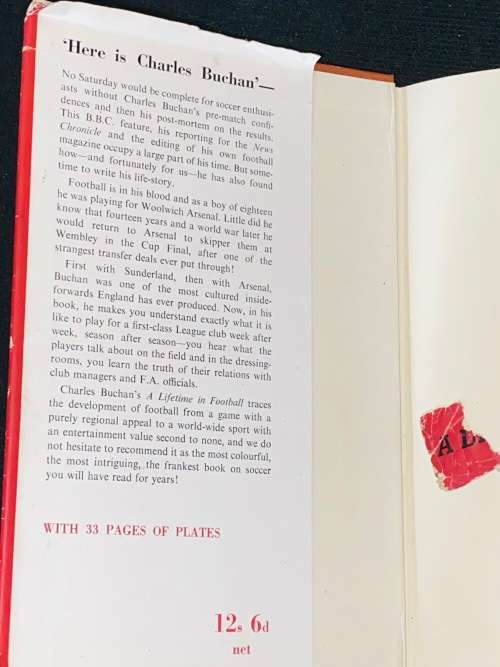 'Here is Charles Buchan'—
No Saturday would be complete for soccer enthusi-
asts without Charles Buchan's pre-match confi-
dences and then his post-mortem on the results.
This B.B.C. feature, his reporting for the News
Chronicle and the editing of his own football
magazine occupy a large part of his time. But some-
how—and fortunately for us—he has also found
time to write his life-story.
Football is in his blood and as a boy of eighteen
he was playing for Woolwich Arsenal. Little did he
know that fourteen years and a world war later he
would return to Arsenal to skipper them at
Wembley in the Cup Final, after one of the
strangest transfer deals ever put through!
First with Sunderland, then with Arsenal,
Buchan was one of the most cultured inside-
forwards England has ever produced. Now, in his
book, he makes you understand exactly what it is
like to play for a first-class League club week after
week, season after season—you hear what the
players talk about on the field and in the dressing-
rooms, you learn the truth of their relations with
club managers and F.A. officials.
Charles Buchan's A Lifetime in Football traces
the development of football from a game with a
purely regional appeal to a world-wide sport with
an entertainment value second to none, and we do
not hesitate to recommend it as the most colourful,
the most intriguing, the frankest book on soccer
you will have read for years!
WITH 33 PAGES OF PLATES
12s 6d
net
A